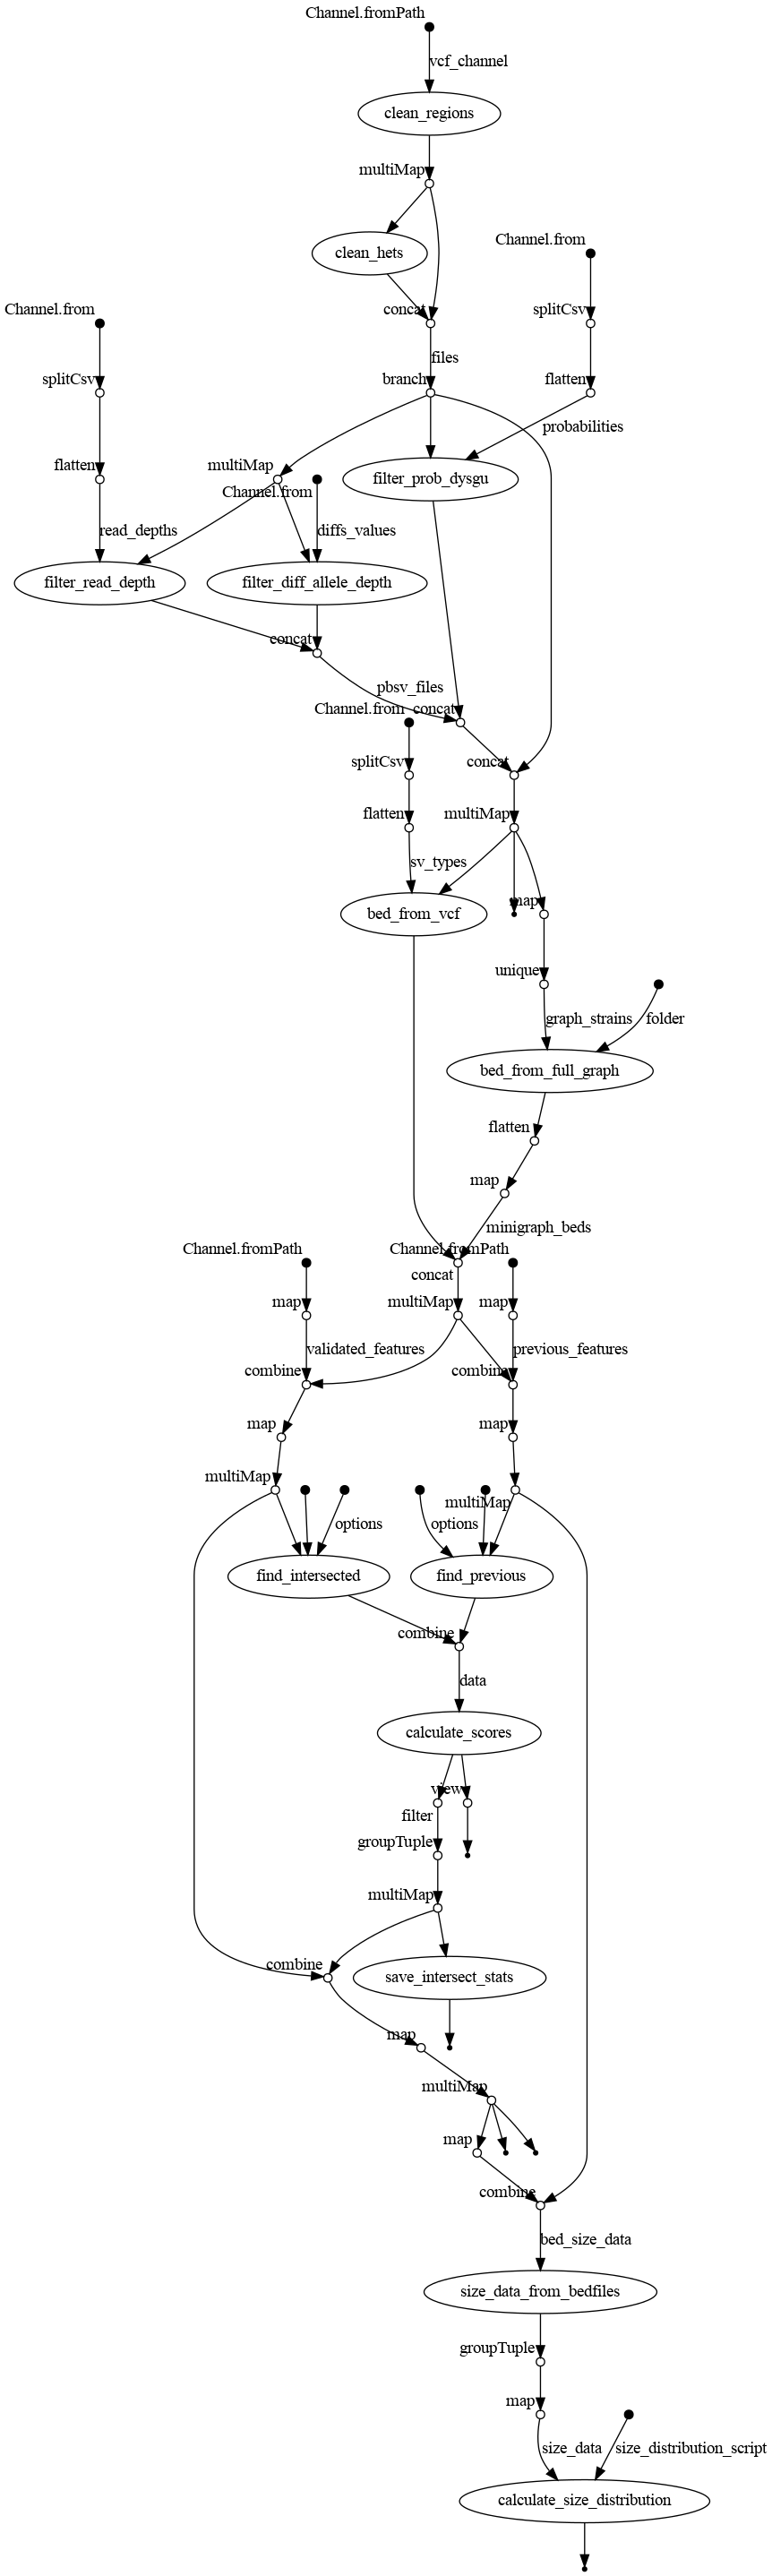 Channel.fromPath
vcf_channel
clean_regions
multiMap
clean_hets
Channel.from
concat
Channel.from
splitCsv
files
splitCsv
branch
flatten
probabilities
flatten
multiMap
filter_prob_dysgu
Channel.from
read_depths
diffs_values
filter_read_depth
filter_diff_allele_depth
concat
pbsv_files
Channel.from
concat
splitCsv
concat
flatten
multiMap
sv_types
map
bed_from_vcf
unique
graph_strains
folder
bed_from_full_graph
flatten
map
minigraph_beds
Channel.fromPath
Channel.fromPath
concat
map
multiMap
map
validated_features
previous_features
combine
combine
map
map
multiMap
multiMap
options
options
find_intersected
find_previous
combine
data
calculate_scores
view
filter
groupTuple
multiMap
combine
save_intersect_stats
map
multiMap
map
combine
bed_size_data
size_data_from_bedfiles
groupTuple
map
size_data
size_distribution_script
calculate_size_distribution